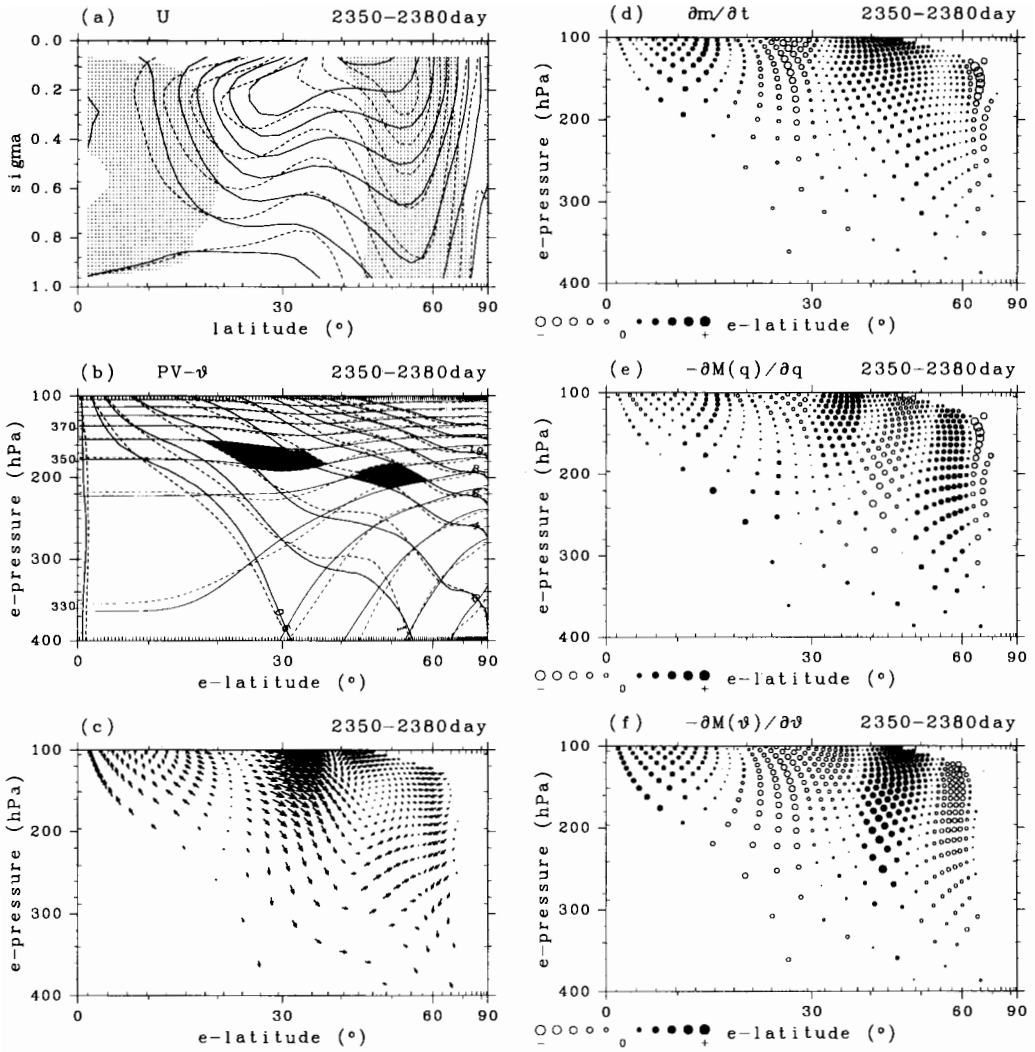 (a) U 2350-2380day
0.0
0.2
0.4
0.6
0.8
1.0
sigma
0 30 60 90
latitude (°)
(b) PV-ϑ 2350-2380day
100
200
300
400
e-pressure (hPa)
370
350
330
10
8
0
0 30 60 90
e-latitude (°)
(c) 2350-2380day
100
200
300
400
e-pressure (hPa)
0 30 60 90
e-latitude (°)
(d) ∂m/∂t 2350-2380day
100
200
300
400
e-pressure (hPa)
0 30 60 90
e-latitude (°)
- 0 +
(e) -∂M(q)/∂q 2350-2380day
100
200
300
400
e-pressure (hPa)
0 30 60 90
e-latitude (°)
- 0 +
(f) -∂M(ϑ)/∂ϑ 2350-2380day
100
200
300
400
e-pressure (hPa)
0 30 60 90
e-latitude (°)
- 0 +